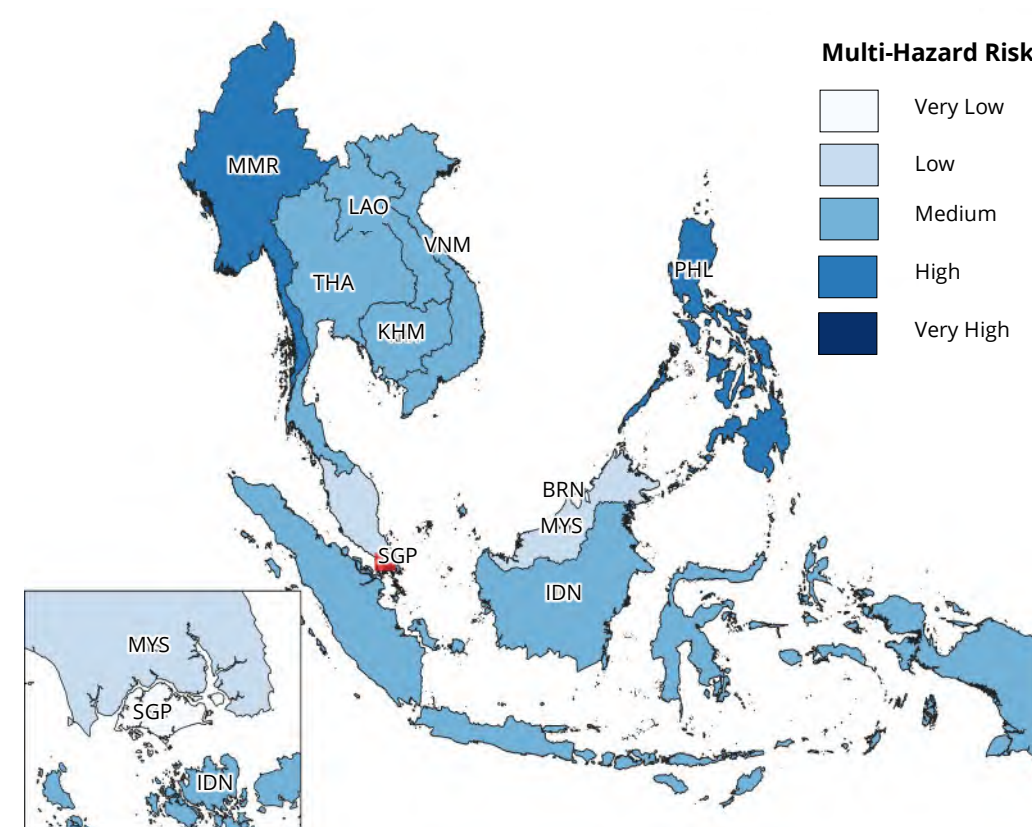 Multi-Hazard Risk
Very Low
Low
Medium
High
Very High
MMR
LAO
VNM
THA
KHM
PHL
BRN
MYS
SGP
IDN
MYS
SGP
IDN